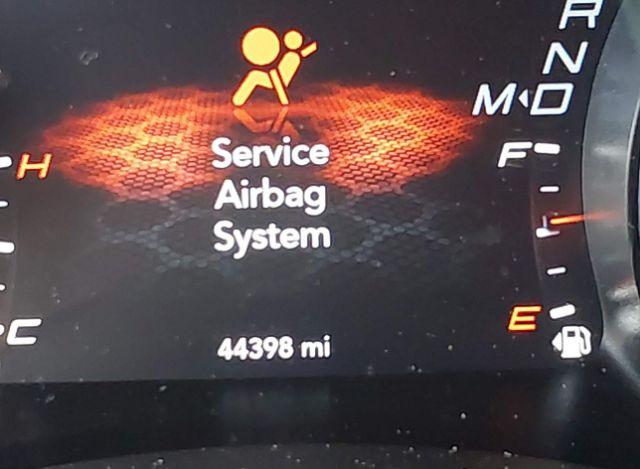 R
N
M◂D
H
F
Service
Airbag
System
E
C
44398 mi